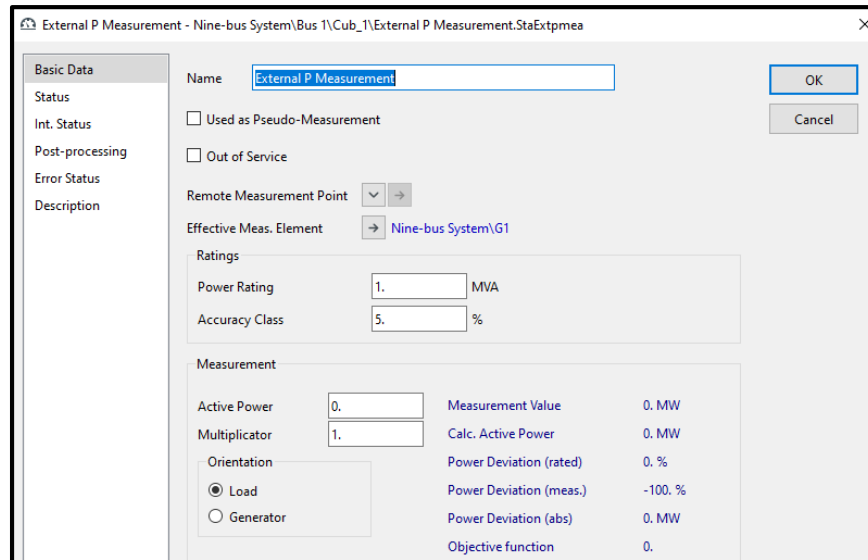 External P Measurement - Nine-bus System\Bus 1\Cub_1\External P Measurement.StaExtpmea
Basic Data
Status
Int. Status
Post-processing
Error Status
Description
Name External P Measurement
OK
Cancel
Used as Pseudo-Measurement
Out of Service
Remote Measurement Point
Effective Meas. Element Nine-bus System\G1
Ratings
Power Rating 1. MVA
Accuracy Class 5. %
Measurement
Active Power 0. Measurement Value 0. MW
Multiplicator 1. Calc. Active Power 0. MW
Orientation Power Deviation (rated) 0. %
Load Power Deviation (meas.) -100. %
Generator Power Deviation (abs) 0. MW
Objective function 0.